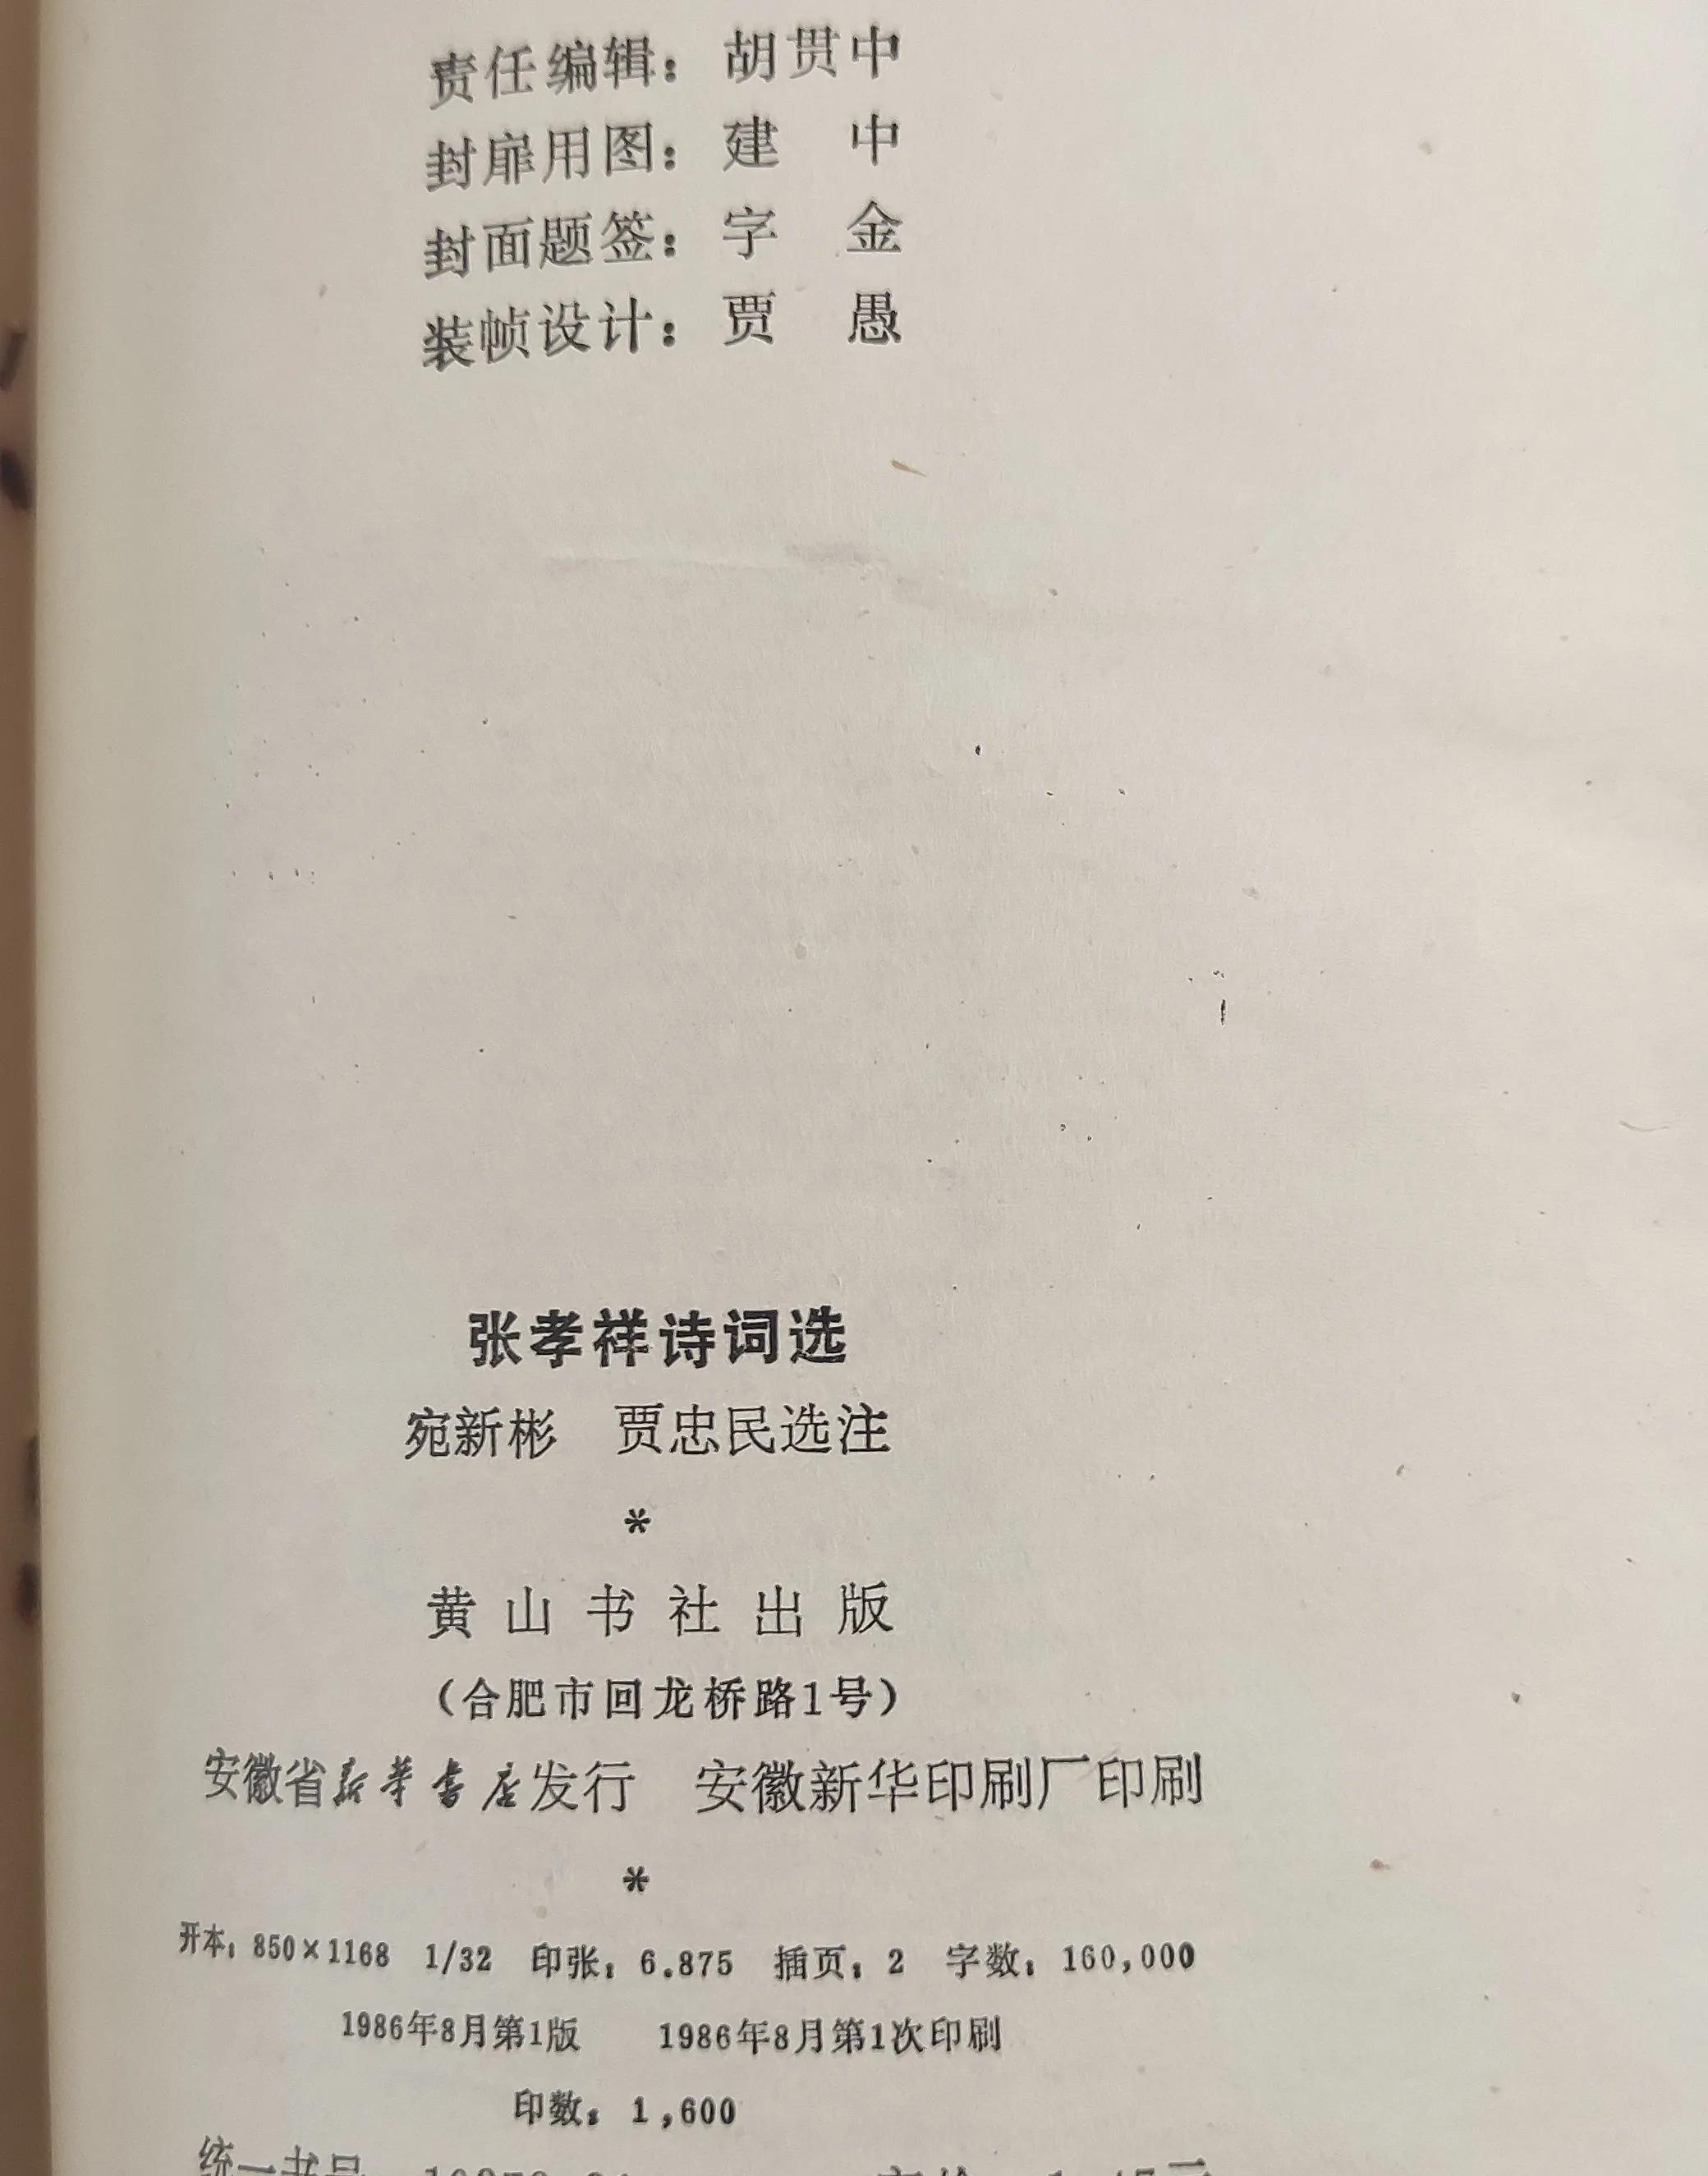 责任编辑：胡贯中
封扉用图：建 中
封面题签：字 金
装帧设计：贾 愚
张孝祥诗词选
宛新彬 贾忠民选注
*
黄山书社出版
（合肥市回龙桥路1号）
安徽省新华书店发行 安徽新华印刷厂印刷
*
开本：850×1168 1/32 印张：6.875 插页：2 字数：160,000
1986年8月第1版 1986年8月第1次印刷
印数：1,600
统一书号